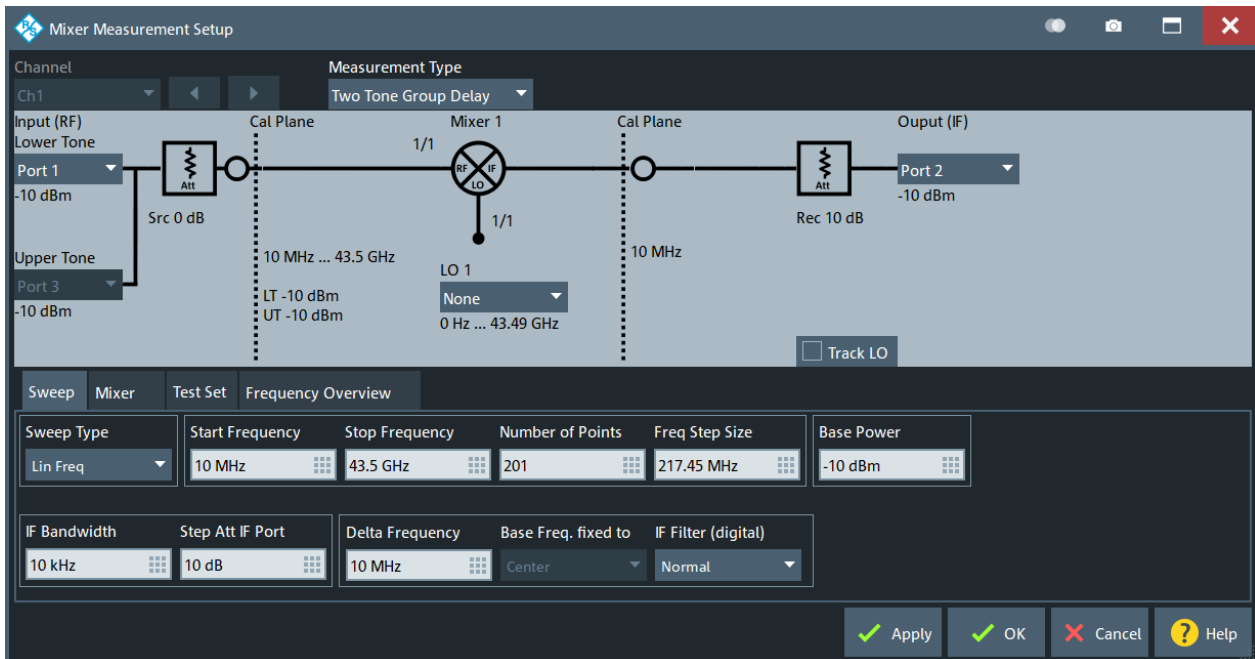 Mixer Measurement Setup
Channel
Measurement Type
Ch1
Two Tone Group Delay
Input (RF)
Cal Plane
Mixer 1
Cal Plane
Ouput (IF)
Lower Tone
1/1
Port 1
RF
IF
LO
Port 2
Att
Att
-10 dBm
-10 dBm
Src 0 dB
1/1
Rec 10 dB
Upper Tone
10 MHz ... 43.5 GHz
10 MHz
LO 1
Port 3
LT -10 dBm
None
-10 dBm
UT -10 dBm
0 Hz ... 43.49 GHz
Track LO
Sweep
Mixer
Test Set
Frequency Overview
Sweep Type
Start Frequency
Stop Frequency
Number of Points
Freq Step Size
Base Power
Lin Freq
10 MHz
43.5 GHz
201
217.45 MHz
-10 dBm
IF Bandwidth
Step Att IF Port
Delta Frequency
Base Freq. fixed to
IF Filter (digital)
10 kHz
10 dB
10 MHz
Center
Normal
Apply
OK
Cancel
? Help